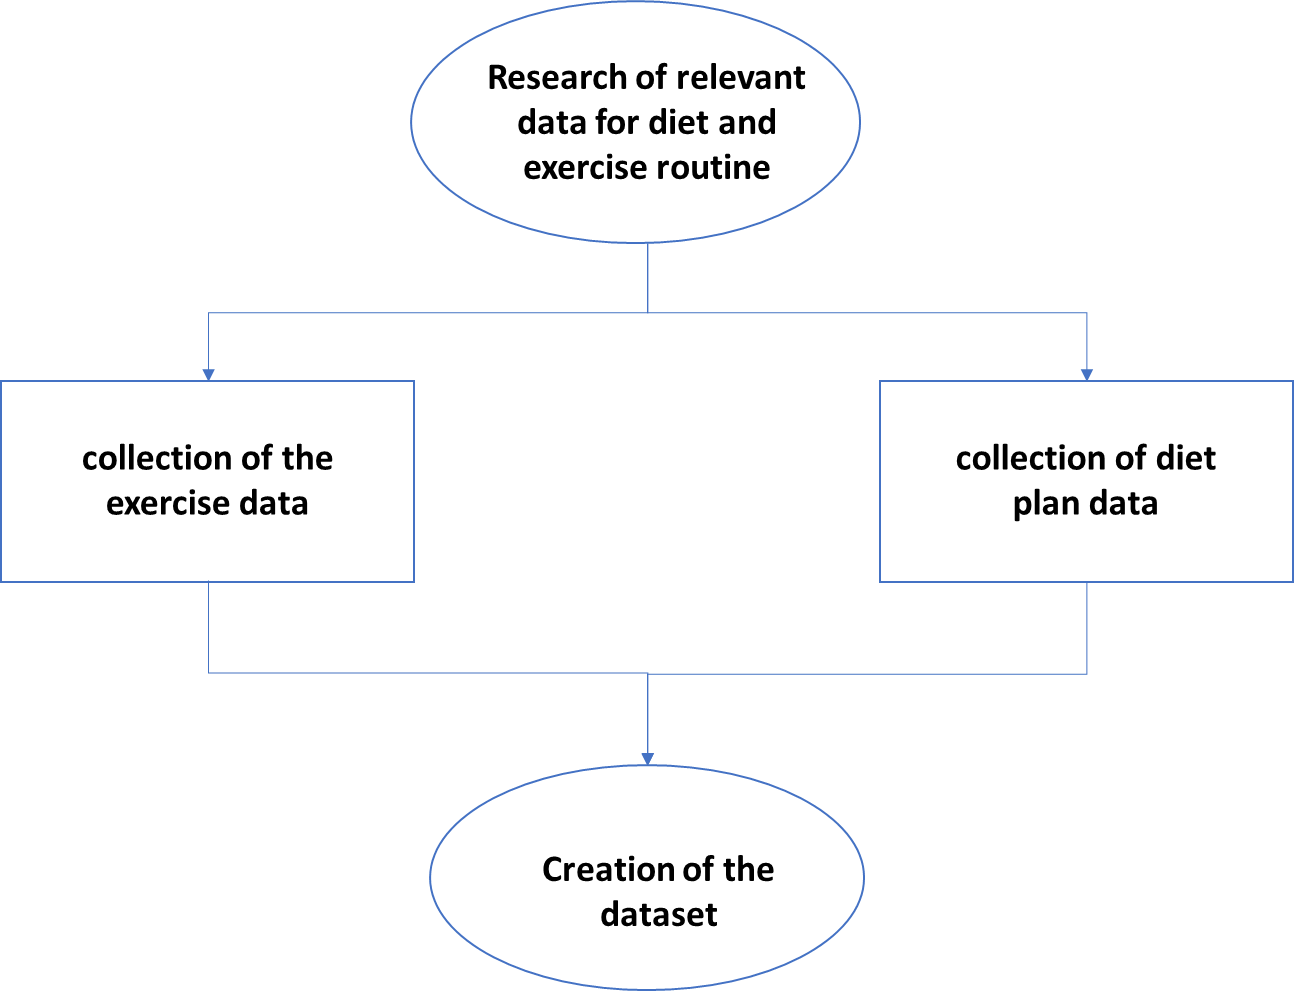 Research of relevant
data for diet and
exercise routine
collection of the
exercise data
collection of diet
plan data
Creation of the
dataset